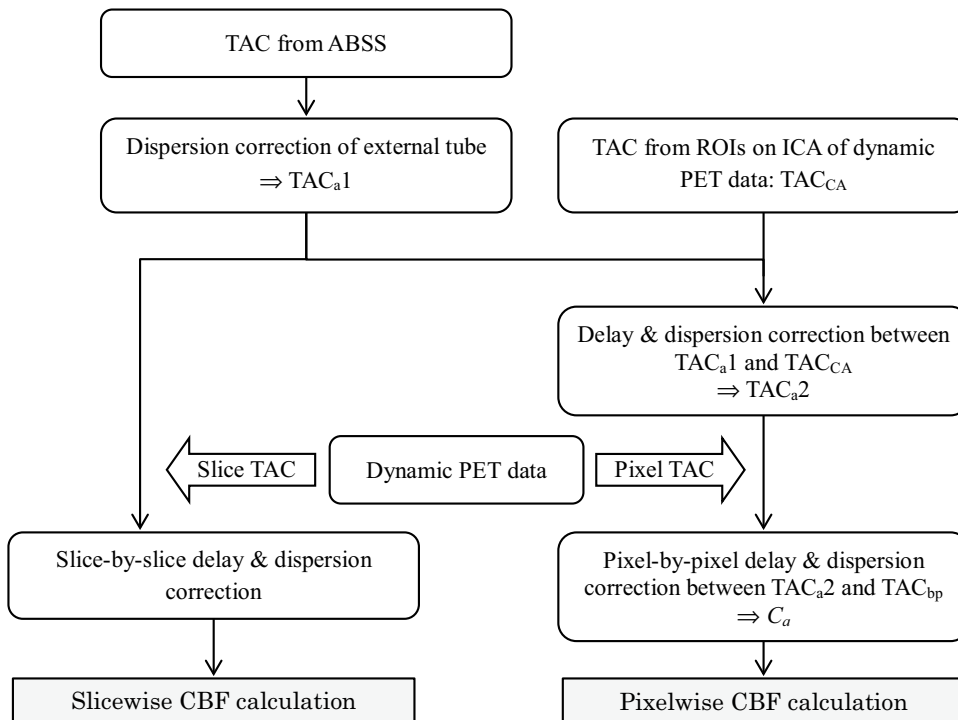 TAC from ABSS
Dispersion correction of external tube
⇒ TACa1
TAC from ROIs on ICA of dynamic
PET data: TACCA
Delay & dispersion correction between
TACa1 and TACCA
⇒ TACa2
Slice TAC
Dynamic PET data
Pixel TAC
Slice-by-slice delay & dispersion
correction
Pixel-by-pixel delay & dispersion
correction between TACa2 and TACbp
⇒ Ca
Slicewise CBF calculation
Pixelwise CBF calculation